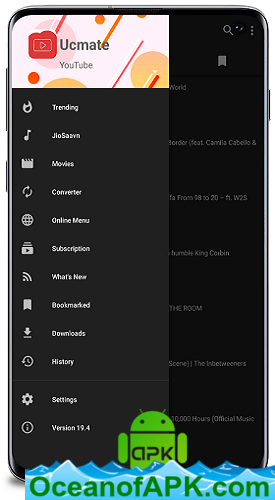 Ucmate
YouTube
World
Trending
JioSaavn
Border (feat. Camila Cabello &
Movies
Converter
fa From 98 to 20 – ft. W2S
Online Menu
Subscription
humble King Corbin
What's New
Bookmarked
THE ROOM
Downloads
History
Scene) | The Inbetweeners
Settings
10,000 Hours (Official Music
Version 19.4
apk
OceanofAPK.com